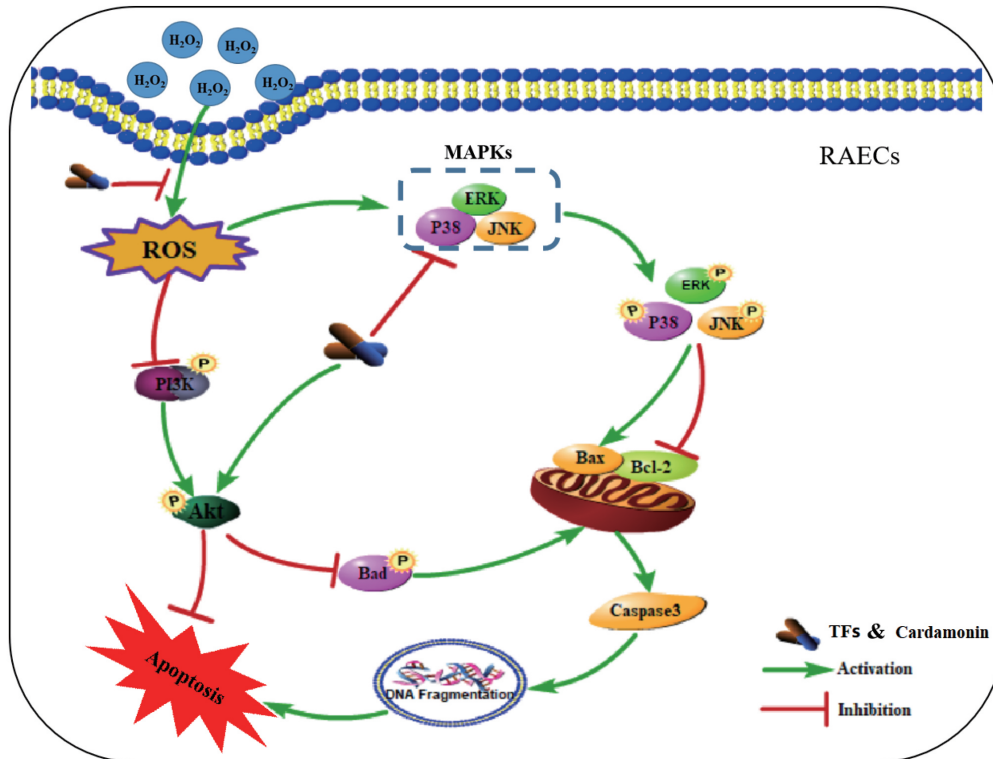 H₂O₂
H₂O₂
H₂O₂
H₂O₂
H₂O₂
MAPKs
RAECs
ERK
P38 JNK
ROS
ERK P
P P38 JNK P
P
PI3K
Bax Bcl-2
P Akt
Bad P
Caspase3
Apoptosis
DNA Fragmentation
TFs & Cardamonin
Activation
Inhibition